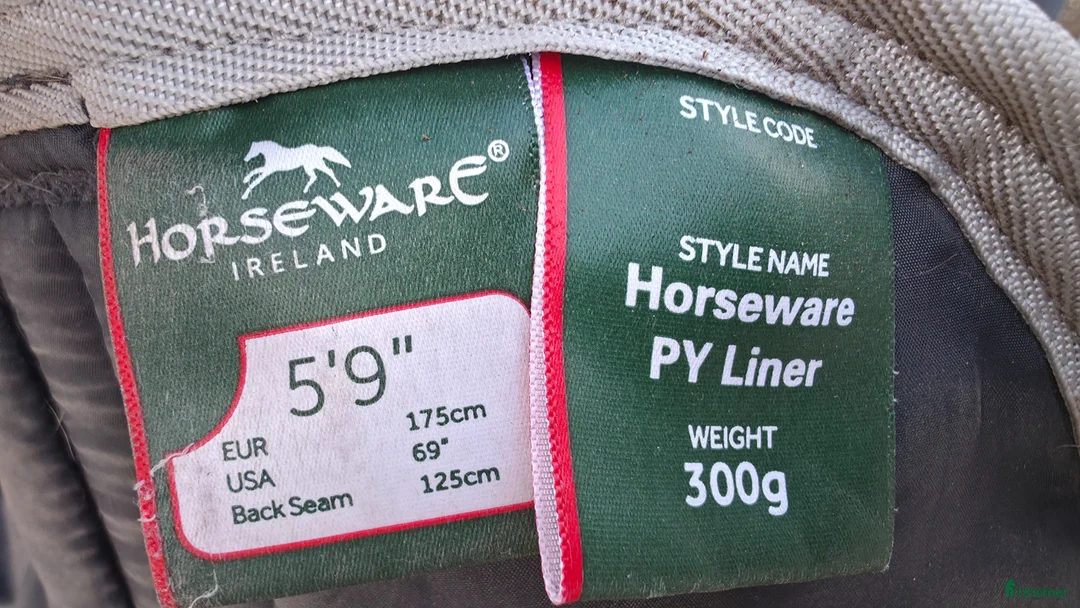 HORSEWARE®
IRELAND
5'9"
EUR 175cm
USA 69"
Back Seam 125cm
STYLE CODE
STYLE NAME
Horseware
PY Liner
WEIGHT
300g